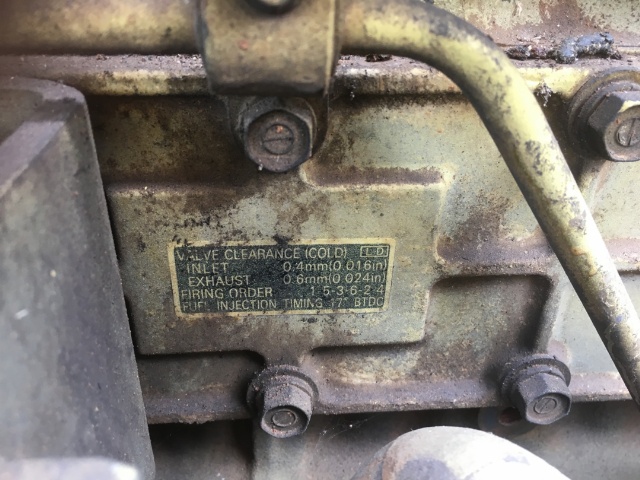 VALVE CLEARANCE (COLD)
INLET 0.4mm(0.016in)
EXHAUST 0.6mm(0.024in)
FIRING ORDER 1-5-3-6-2-4
FUEL INJECTION TIMING 17° BTDC